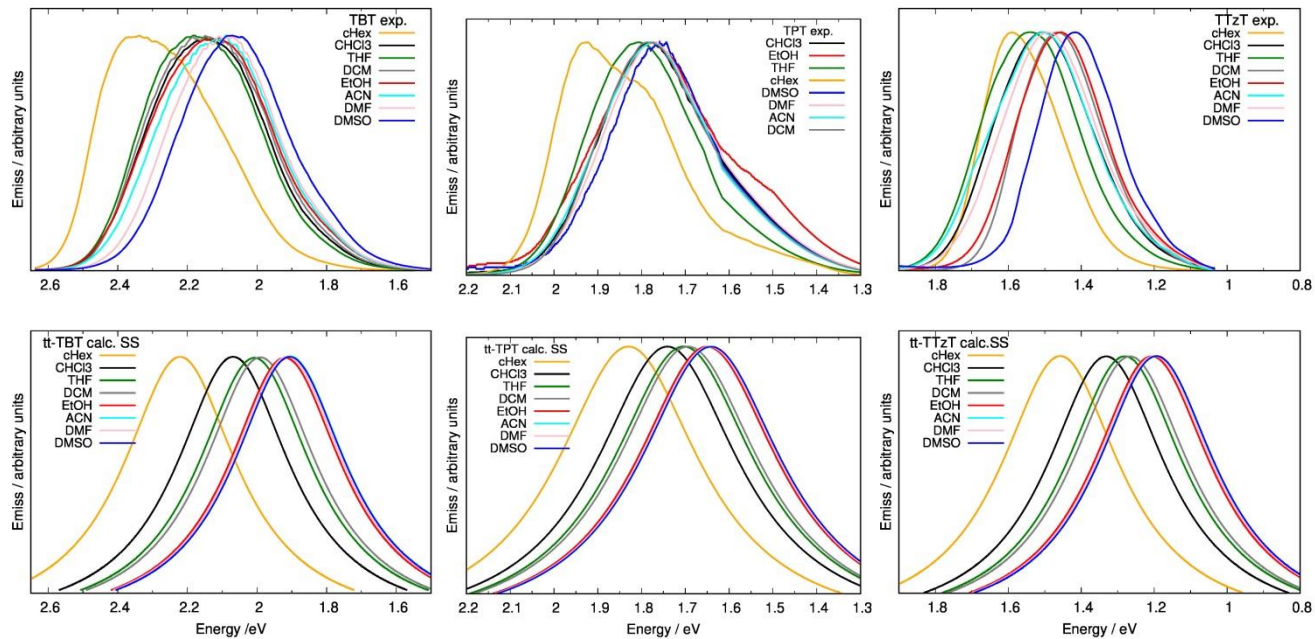 TBT exp.
cHex
CHCl3
THF
DCM
EtOH
ACN
DMF
DMSO
Emiss / arbitrary units
2.6 2.4 2.2 2 1.8 1.6
TPT exp.
CHCl3
EtOH
THF
cHex
DMSO
DMF
ACN
DCM
Emiss / arbitrary units
2.2 2.1 2 1.9 1.8 1.7 1.6 1.5 1.4 1.3
TTzT exp.
cHex
CHCl3
THF
DCM
EtOH
ACN
DMF
DMSO
Emiss / arbitrary units
1.8 1.6 1.4 1.2 1 0.8
tt-TBT calc. SS
cHex
CHCl3
THF
DCM
EtOH
ACN
DMF
DMSO
Emiss / arbitrary units
2.6 2.4 2.2 2 1.8 1.6
Energy /eV
tt-TPT calc. SS
cHex
CHCl3
THF
DCM
EtOH
ACN
DMF
DMSO
Emiss / arbitrary units
2.2 2.1 2 1.9 1.8 1.7 1.6 1.5 1.4 1.3
Energy / eV
tt-TTzT calc.SS
cHex
CHCl3
THF
DCM
EtOH
ACN
DMF
DMSO
Emiss / arbitrary units
1.8 1.6 1.4 1.2 1 0.8
Energy / eV